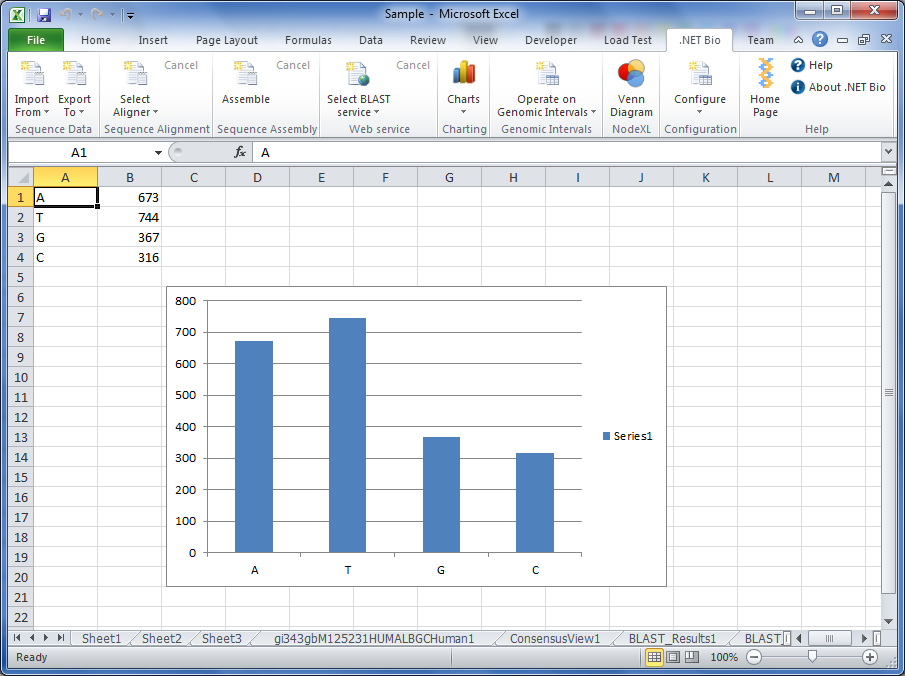 Sample - Microsoft Excel
File Home Insert Page Layout Formulas Data Review View Developer Load Test .NET Bio Team
Import From Export To
Sequence Data
Select Aligner Cancel
Sequence Alignment
Assemble Cancel
Sequence Assembly
Select BLAST service Cancel
Web service
Charts
Charting
Operate on Genomic Intervals
Genomic Intervals
Venn Diagram
NodeXL
Configure
Configuration
Home Page Help
About .NET Bio
Help
A1 fx A
A B C D E F G H I J K L M
1 A 673
2 T 744
3 G 367
4 C 316
5
6
7
8
9
10
11
12
13
14
15
16
17
18
19
20
21
22
800
700
600
500
400
300
200
100
0
A T G C
Series1
Sheet1 Sheet2 Sheet3 gi343gbM125231HUMALBGCHuman1 ConsensusView1 BLAST_Results1 BLAST
Ready 100%